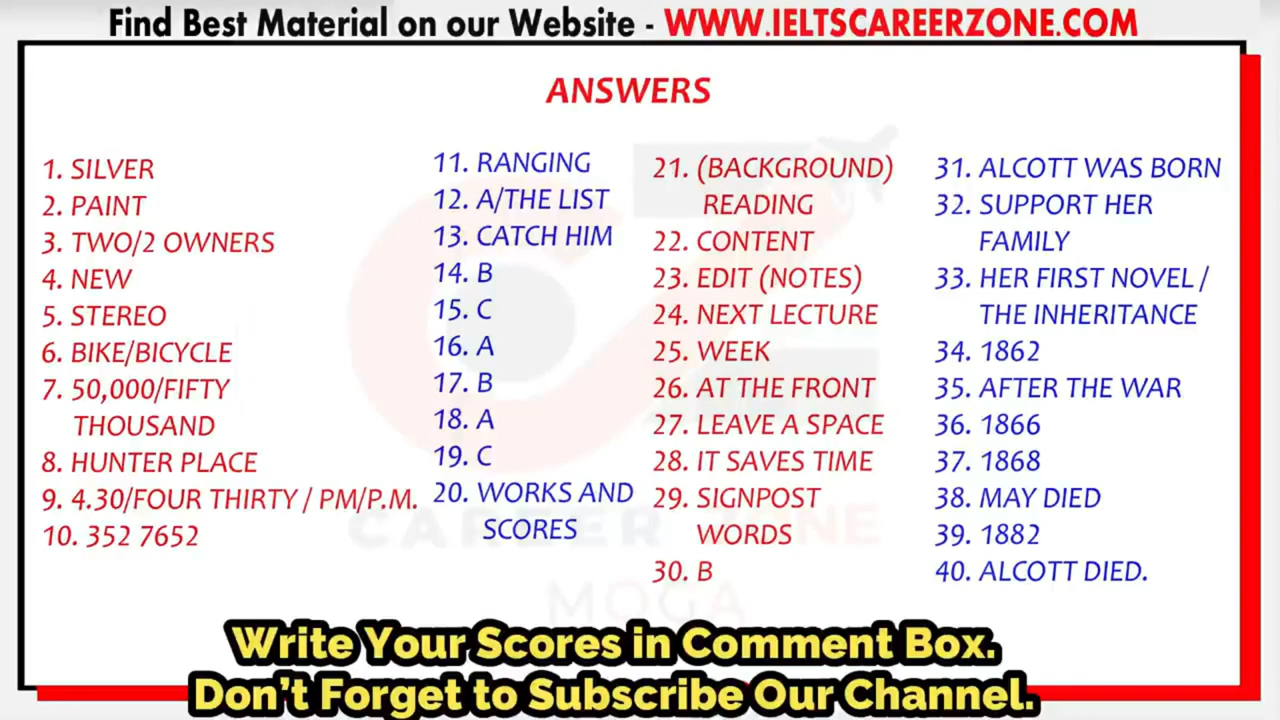 Find Best Material on our Website - WWW.IELTSCAREERZONE.COM
ANSWERS
1. SILVER
2. PAINT
3. TWO/2 OWNERS
4. NEW
5. STEREO
6. BIKE/BICYCLE
7. 50,000/FIFTY
THOUSAND
8. HUNTER PLACE
9. 4.30/FOUR THIRTY / PM/P.M.
10. 352 7652
11. RANGING
12. A/THE LIST
13. CATCH HIM
14. B
15. C
16. A
17. B
18. A
19. C
20. WORKS AND
SCORES
21. (BACKGROUND)
READING
22. CONTENT
23. EDIT (NOTES)
24. NEXT LECTURE
25. WEEK
26. AT THE FRONT
27. LEAVE A SPACE
28. IT SAVES TIME
29. SIGNPOST
WORDS
30. B
31. ALCOTT WAS BORN
32. SUPPORT HER
FAMILY
33. HER FIRST NOVEL /
THE INHERITANCE
34. 1862
35. AFTER THE WAR
36. 1866
37. 1868
38. MAY DIED
39. 1882
40. ALCOTT DIED.
CAREER ZONE
MOGA
Write Your Scores in Comment Box.
Don't Forget to Subscribe Our Channel.